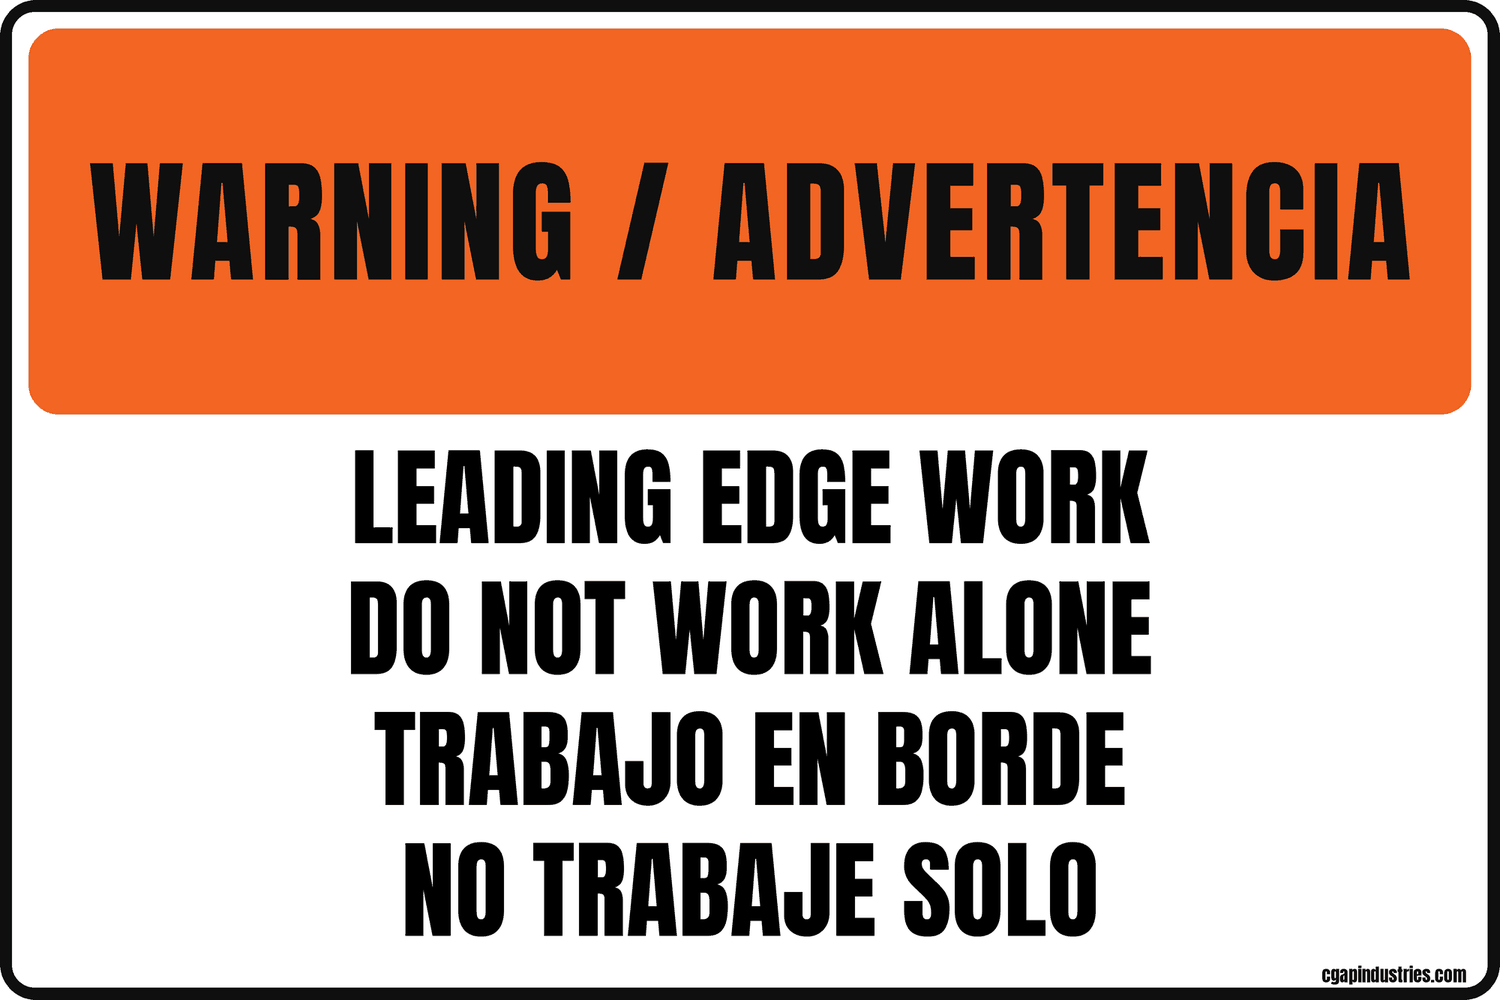 WARNING / ADVERTENCIA
LEADING EDGE WORK
DO NOT WORK ALONE
TRABAJO EN BORDE
NO TRABAJE SOLO
cgapindustries.com